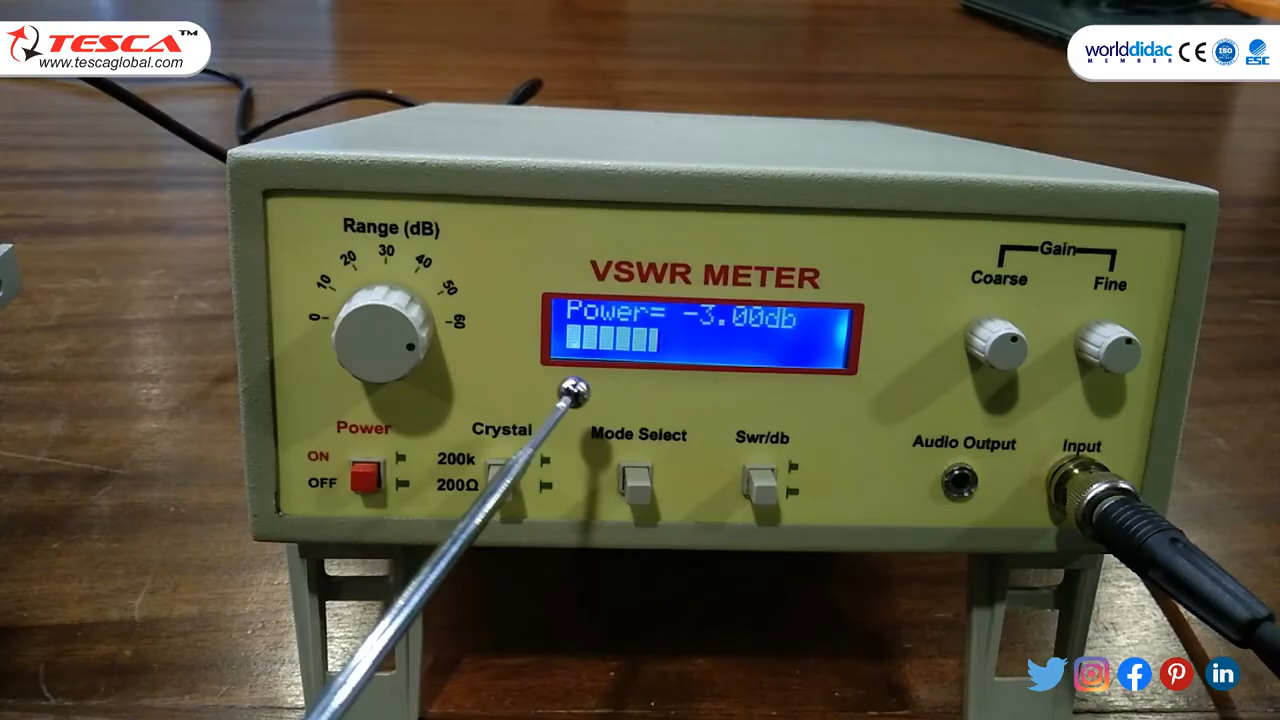 TESCA™
www.tescaglobal.com
worlddidac
MEMBER
CE
ISO
ESC
Range (dB)
0
10
20
30
40
50
60
VSWR METER
Power= -3.00db
Gain
Coarse
Fine
Power
ON
OFF
Crystal
200k
200Ω
Mode Select
Swr/db
Audio Output
Input